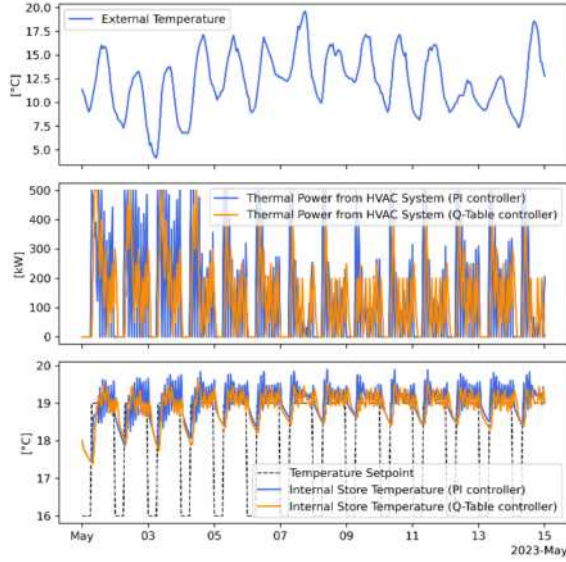 External Temperature
20.0
17.5
15.0
12.5
10.0
7.5
5.0
[°C]
Thermal Power from HVAC System (PI controller)
Thermal Power from HVAC System (Q-Table controller)
500
400
300
200
100
0
[kW]
20
19
18
17
16
[°C]
Temperature Setpoint
Internal Store Temperature (PI controller)
Internal Store Temperature (Q-Table controller)
May 03 05 07 09 11 13 15
2023-May